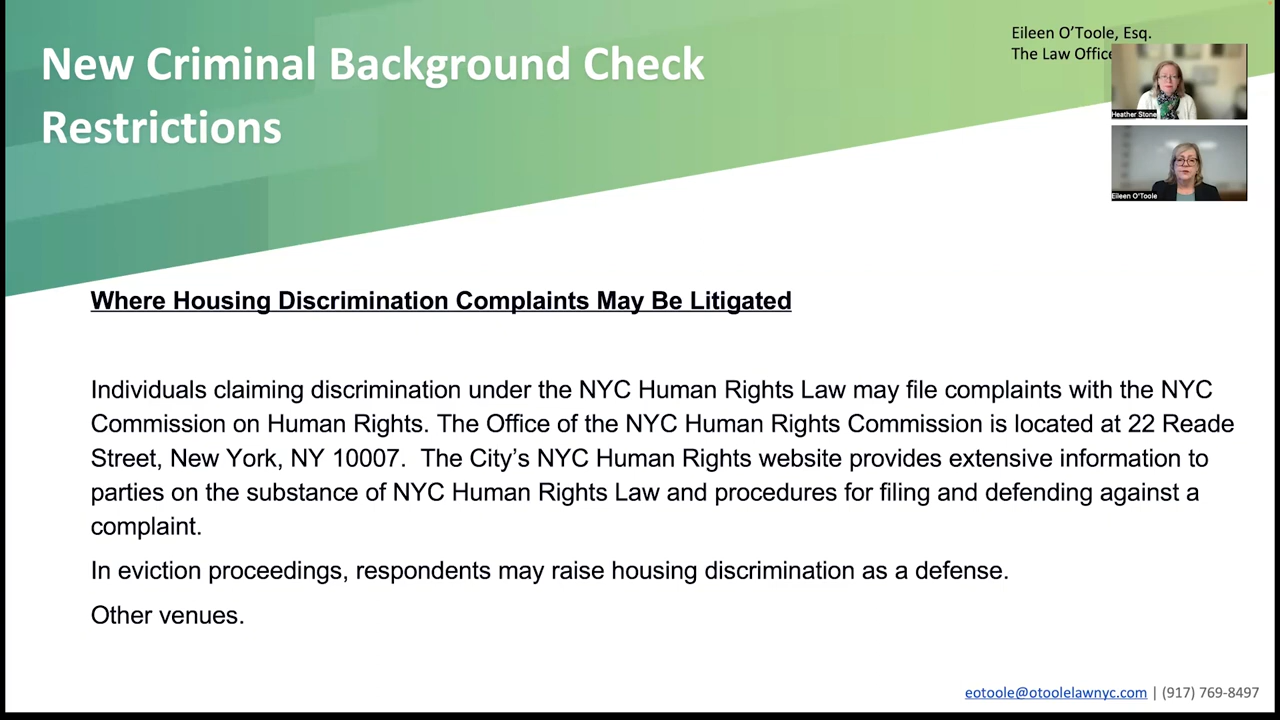 New Criminal Background Check
Restrictions
Eileen O’Toole, Esq.
The Law Office
Heather Stone
Eileen O'Toole
Where Housing Discrimination Complaints May Be Litigated
Individuals claiming discrimination under the NYC Human Rights Law may file complaints with the NYC
Commission on Human Rights. The Office of the NYC Human Rights Commission is located at 22 Reade
Street, New York, NY 10007.  The City’s NYC Human Rights website provides extensive information to
parties on the substance of NYC Human Rights Law and procedures for filing and defending against a
complaint.
In eviction proceedings, respondents may raise housing discrimination as a defense.
Other venues.
eotoole@otoolelawnyc.com | (917) 769-8497